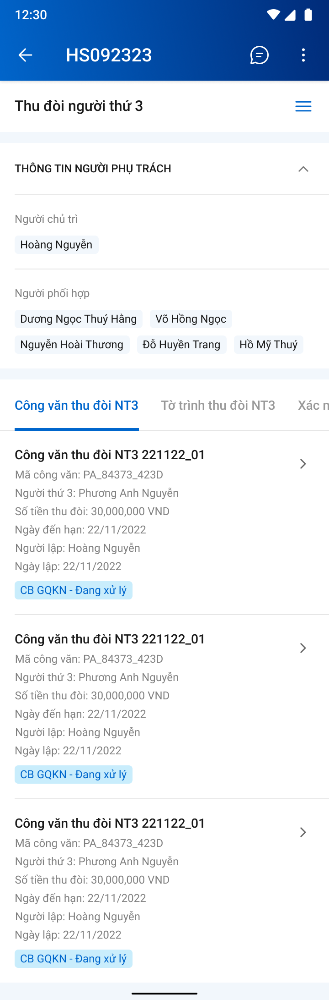 12:30
HS092323
Thu đòi người thứ 3
THÔNG TIN NGƯỜI PHỤ TRÁCH
Người chủ trì
Hoàng Nguyễn
Người phối hợp
Dương Ngọc Thuý Hằng Võ Hồng Ngọc
Nguyễn Hoài Thương Đỗ Huyền Trang Hồ Mỹ Thuý
Công văn thu đòi NT3 Tờ trình thu đòi NT3 Xác
Công văn thu đòi NT3 221122_01
Mã công văn: PA_84373_423D
Người thứ 3: Phương Anh Nguyễn
Số tiền thu đòi: 30,000,000 VND
Ngày đến hạn: 22/11/2022
Người lập: Hoàng Nguyễn
Ngày lập: 22/11/2022
CB GQKN - Đang xử lý
Công văn thu đòi NT3 221122_01
Mã công văn: PA_84373_423D
Người thứ 3: Phương Anh Nguyễn
Số tiền thu đòi: 30,000,000 VND
Ngày đến hạn: 22/11/2022
Người lập: Hoàng Nguyễn
Ngày lập: 22/11/2022
CB GQKN - Đang xử lý
Công văn thu đòi NT3 221122_01
Mã công văn: PA_84373_423D
Người thứ 3: Phương Anh Nguyễn
Số tiền thu đòi: 30,000,000 VND
Ngày đến hạn: 22/11/2022
Người lập: Hoàng Nguyễn
Ngày lập: 22/11/2022
CB GQKN - Đang xử lý